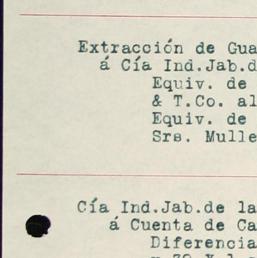 Extracción de Gua
á Cía Ind.Jab.d
Equiv. de
& T.Co. al
Equiv. de
Srs. Mulle
Cía Ind.Jab.de la
á Cuenta de Ca
Diferencia